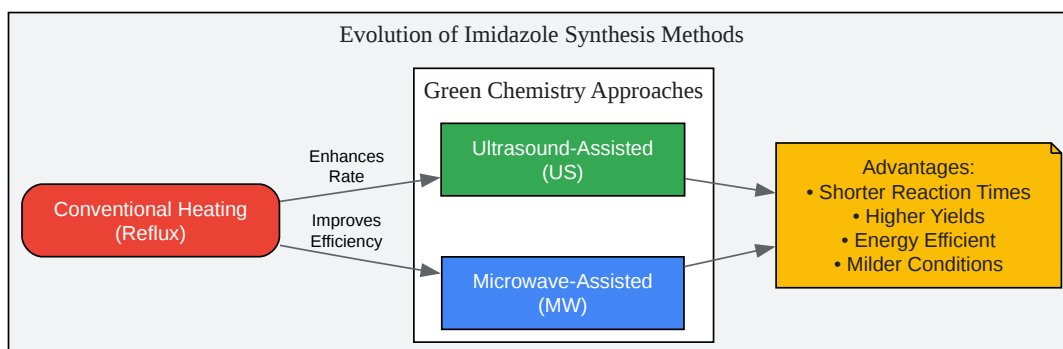 Evolution of Imidazole Synthesis Methods
Green Chemistry Approaches
Conventional Heating
(Reflux)
Enhances
Rate
Improves
Efficiency
Ultrasound-Assisted
(US)
Microwave-Assisted
(MW)
Advantages:
• Shorter Reaction Times
• Higher Yields
• Energy Efficient
• Milder Conditions